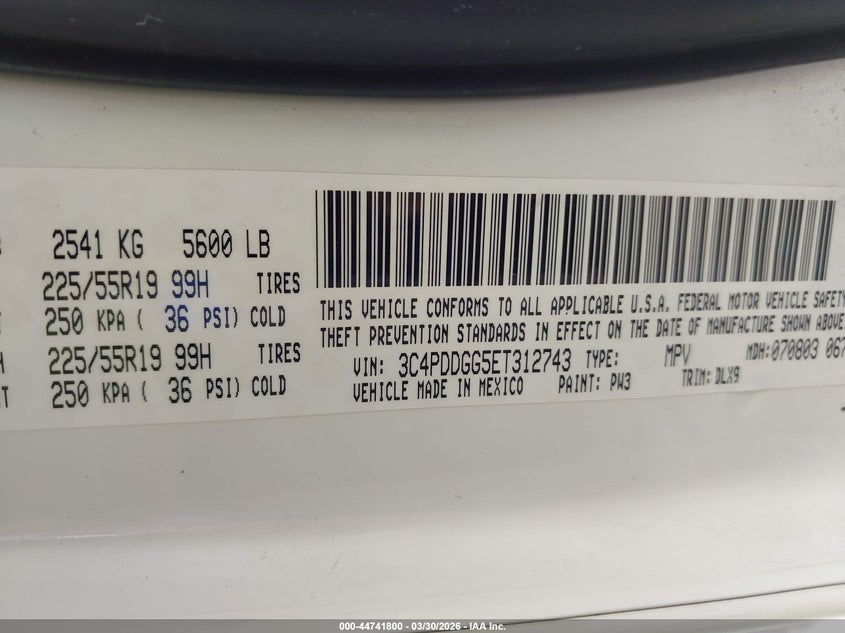 2541 KG 5600 LB
225/55R19 99H TIRES
250 KPA ( 36 PSI) COLD
225/55R19 99H TIRES
250 KPA ( 36 PSI) COLD
THIS VEHICLE CONFORMS TO ALL APPLICABLE U.S.A. FEDERAL MOTOR VEHICLE SAFETY
THEFT PREVENTION STANDARDS IN EFFECT ON THE DATE OF MANUFACTURE SHOWN ABOVE
VIN: 3C4PDDGG5ET312743 TYPE: MPV MDH:070803 067
VEHICLE MADE IN MEXICO PAINT: PW3 TRIM: DLX9
000-44741800 - 03/30/2026 - IAA Inc.